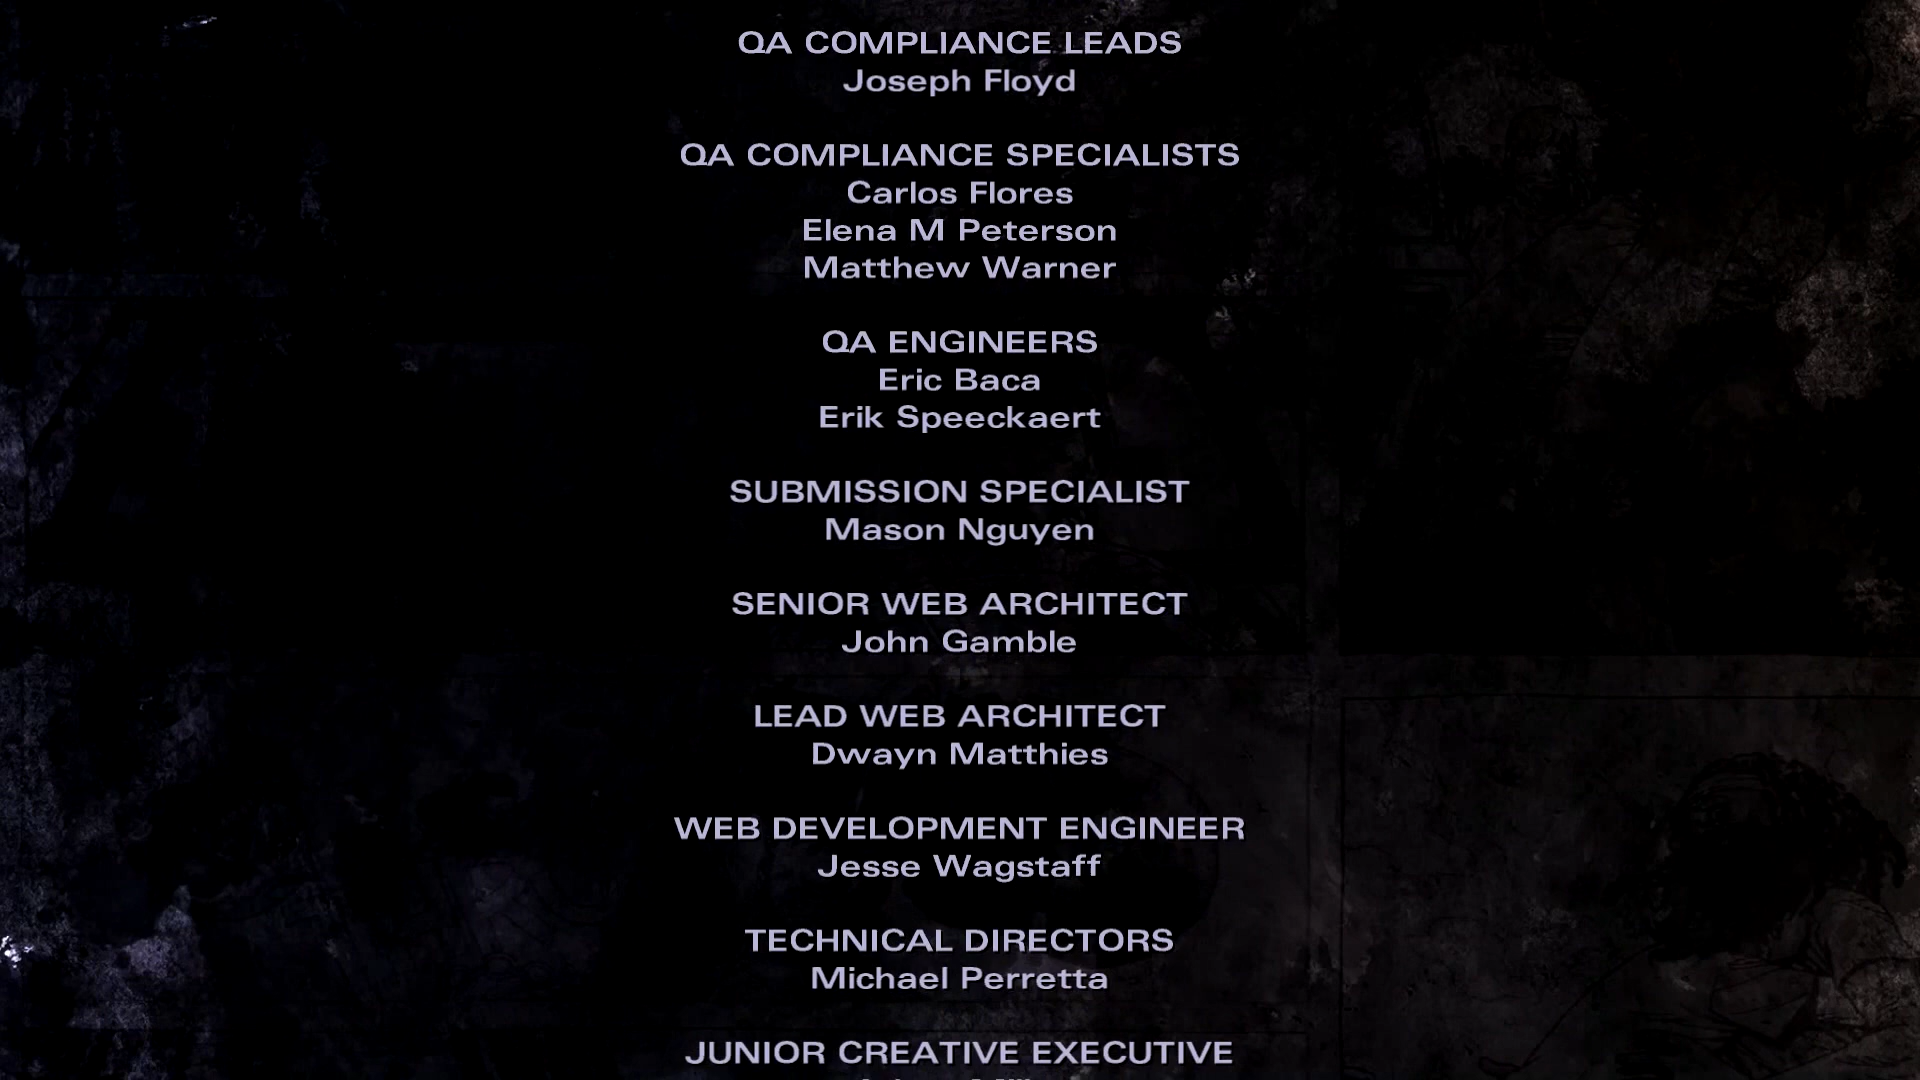 QA COMPLIANCE LEADS
Joseph Floyd
QA COMPLIANCE SPECIALISTS
Carlos Flores
Elena M Peterson
Matthew Warner
QA ENGINEERS
Eric Baca
Erik Speeckaert
SUBMISSION SPECIALIST
Mason Nguyen
SENIOR WEB ARCHITECT
John Gamble
LEAD WEB ARCHITECT
Dwayn Matthies
WEB DEVELOPMENT ENGINEER
Jesse Wagstaff
TECHNICAL DIRECTORS
Michael Perretta
JUNIOR CREATIVE EXECUTIVE